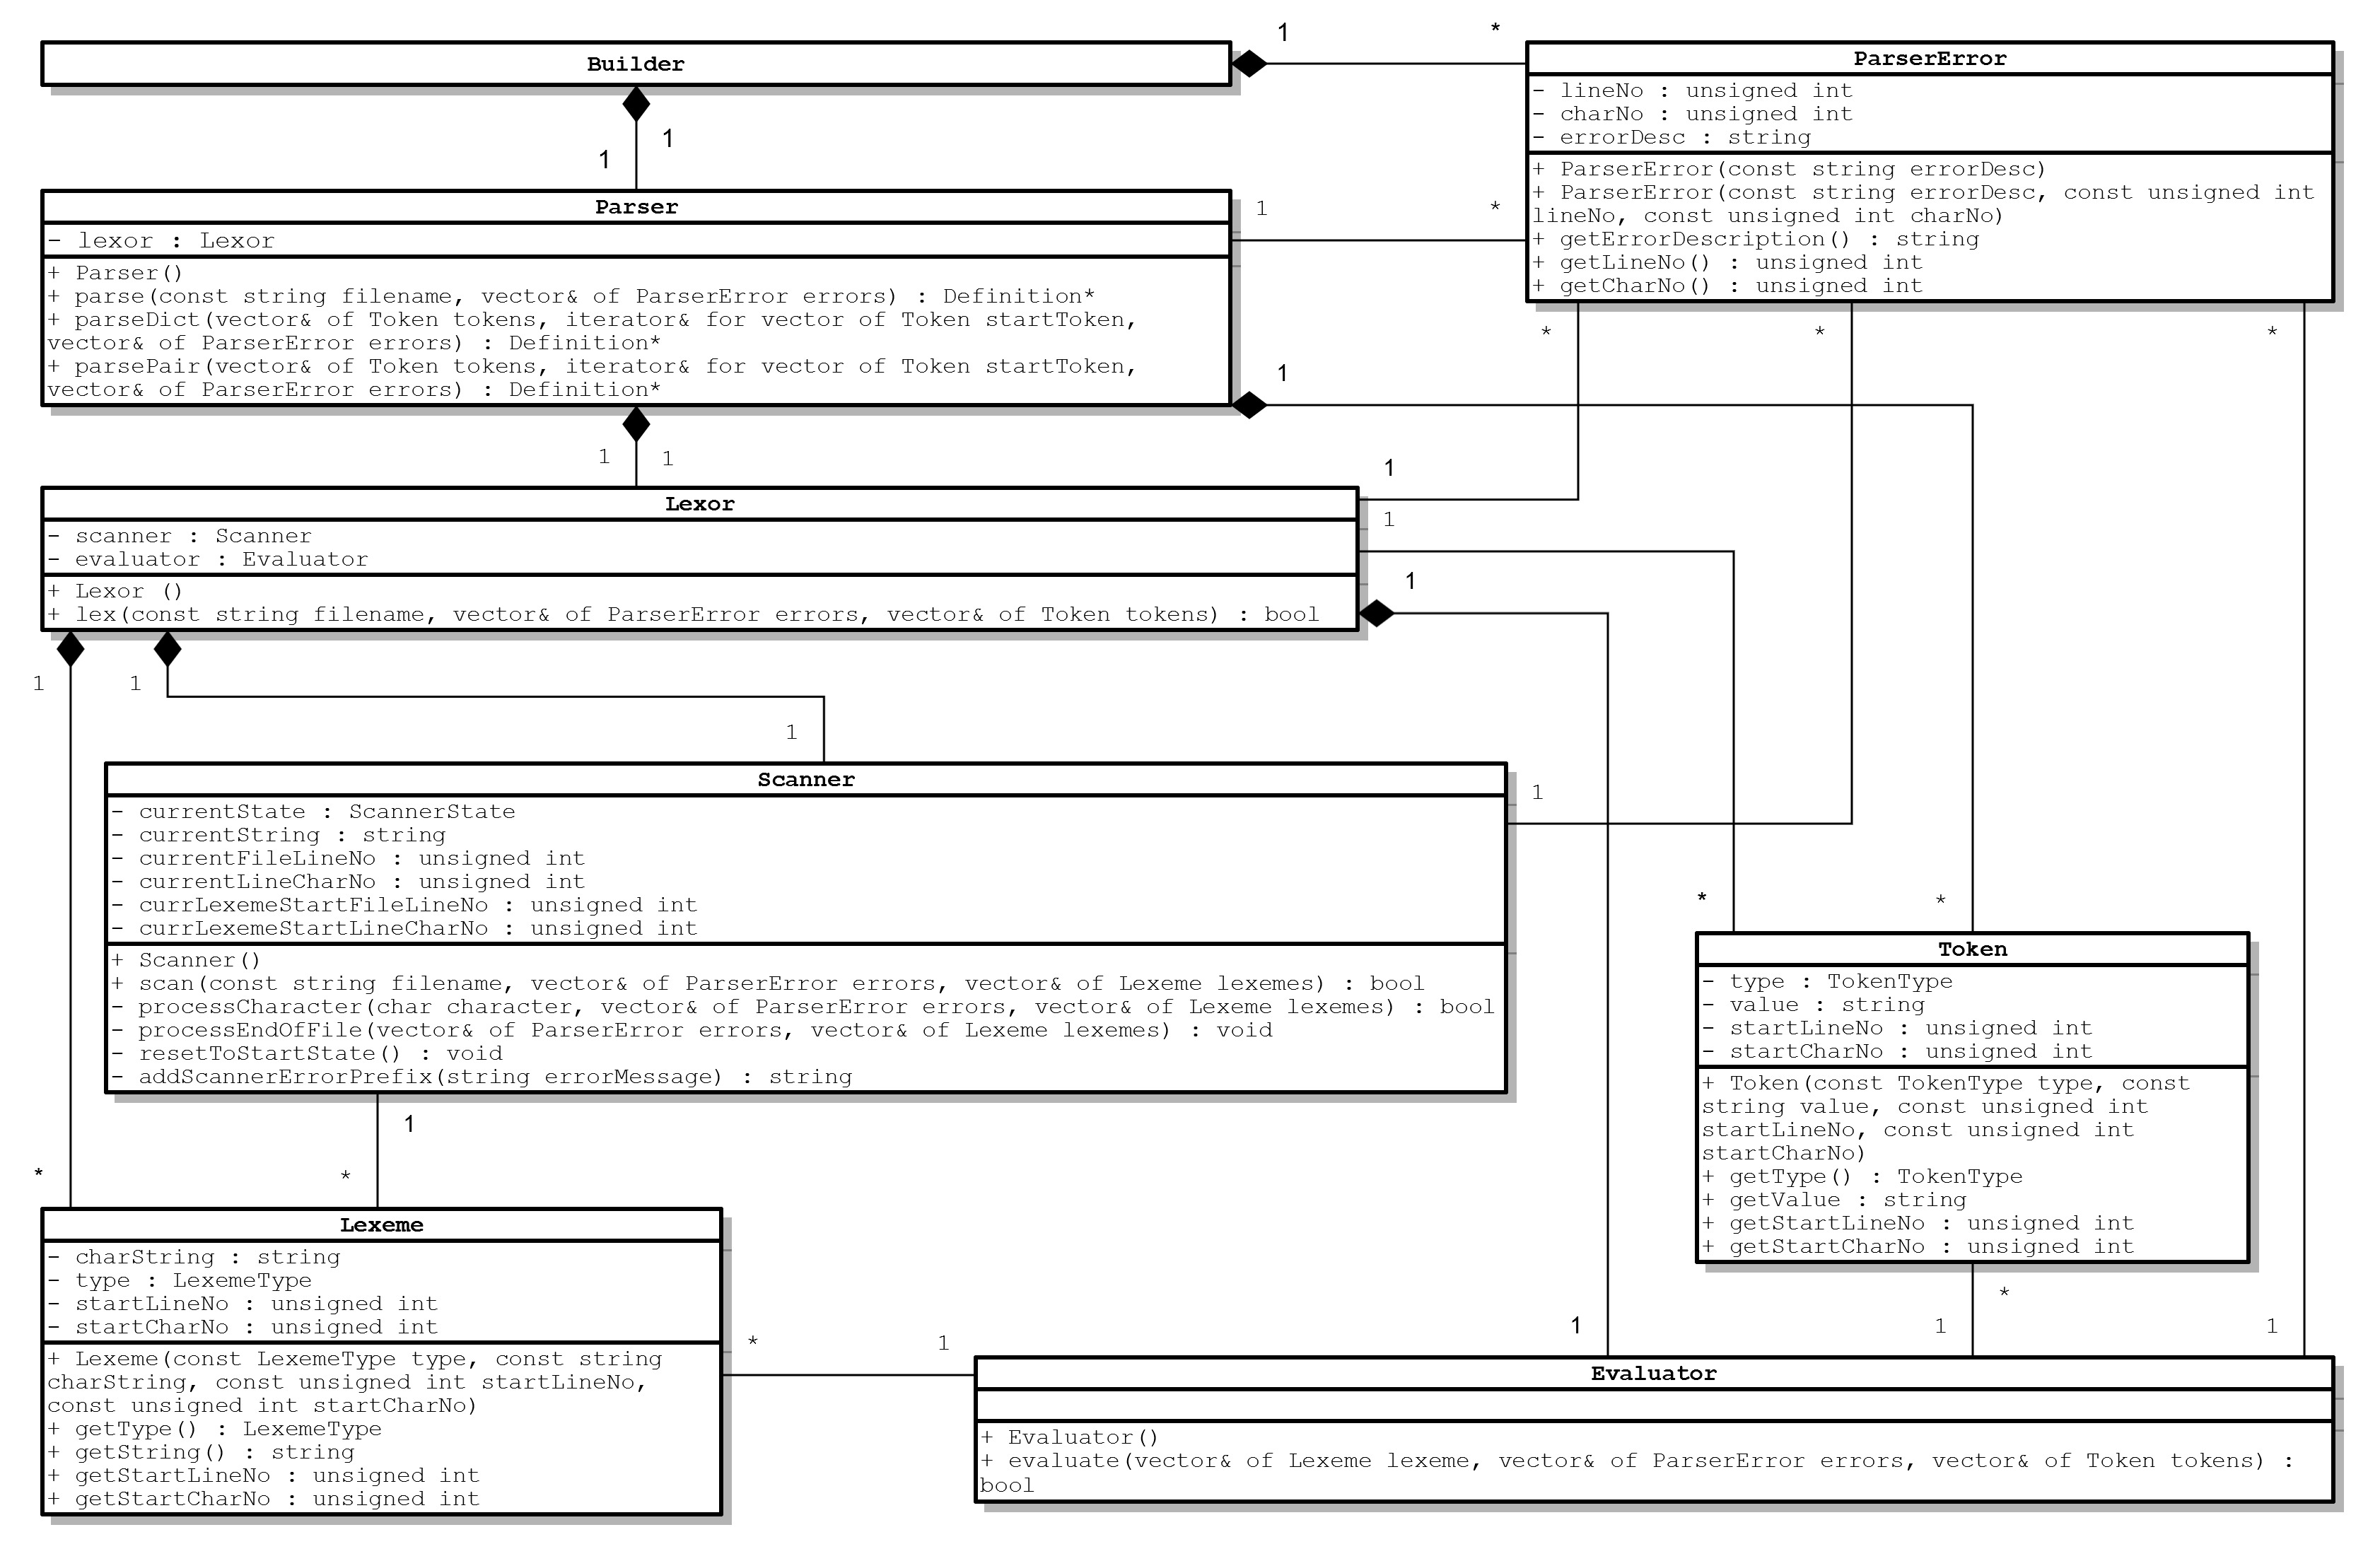 1
*
Builder
ParserError
- lineNo : unsigned int
- charNo : unsigned int
- errorDesc : string
+ ParserError(const string errorDesc)
+ ParserError(const string errorDesc, const unsigned int
lineNo, const unsigned int charNo)
+ getErrorDescription() : string
+ getLineNo() : unsigned int
+ getCharNo() : unsigned int
1
1
Parser
- lexor : Lexor
+ Parser()
+ parse(const string filename, vector& of ParserError errors) : Definition*
+ parseDict(vector& of Token tokens, iterator& for vector of Token startToken,
vector& of ParserError errors) : Definition*
+ parsePair(vector& of Token tokens, iterator& for vector of Token startToken,
vector& of ParserError errors) : Definition*
1
*
*
*
*
1
1
1
1
Lexor
- scanner : Scanner
- evaluator : Evaluator
+ Lexor ()
+ lex(const string filename, vector& of ParserError errors, vector& of Token tokens) : bool
1
1
1
1
1
Scanner
- currentState : ScannerState
- currentString : string
- currentFileLineNo : unsigned int
- currentLineCharNo : unsigned int
- currLexemeStartFileLineNo : unsigned int
- currLexemeStartLineCharNo : unsigned int
+ Scanner()
+ scan(const string filename, vector& of ParserError errors, vector& of Lexeme lexemes) : bool
- processCharacter(char character, vector& of ParserError errors, vector& of Lexeme lexemes) : bool
- processEndOfFile(vector& of ParserError errors, vector& of Lexeme lexemes) : void
- resetToStartState() : void
- addScannerErrorPrefix(string errorMessage) : string
1
*
*
Token
- type : TokenType
- value : string
- startLineNo : unsigned int
- startCharNo : unsigned int
+ Token(const TokenType type, const
string value, const unsigned int
startLineNo, const unsigned int
startCharNo)
+ getType() : TokenType
+ getValue : string
+ getStartLineNo : unsigned int
+ getStartCharNo : unsigned int
1
*
*
Lexeme
- charString : string
- type : LexemeType
- startLineNo : unsigned int
- startCharNo : unsigned int
+ Lexeme(const LexemeType type, const string
charString, const unsigned int startLineNo,
const unsigned int startCharNo)
+ getType() : LexemeType
+ getString() : string
+ getStartLineNo : unsigned int
+ getStartCharNo : unsigned int
*
1
1
*
1
1
Evaluator
+ Evaluator()
+ evaluate(vector& of Lexeme lexeme, vector& of ParserError errors, vector& of Token tokens) :
bool